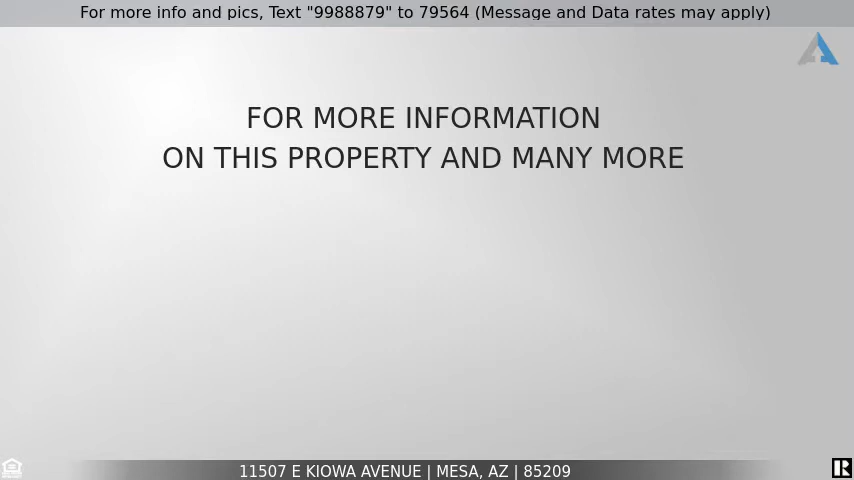 For more info and pics, Text "9988879" to 79564 (Message and Data rates may apply)
FOR MORE INFORMATION
ON THIS PROPERTY AND MANY MORE
11507 E KIOWA AVENUE | MESA, AZ | 85209